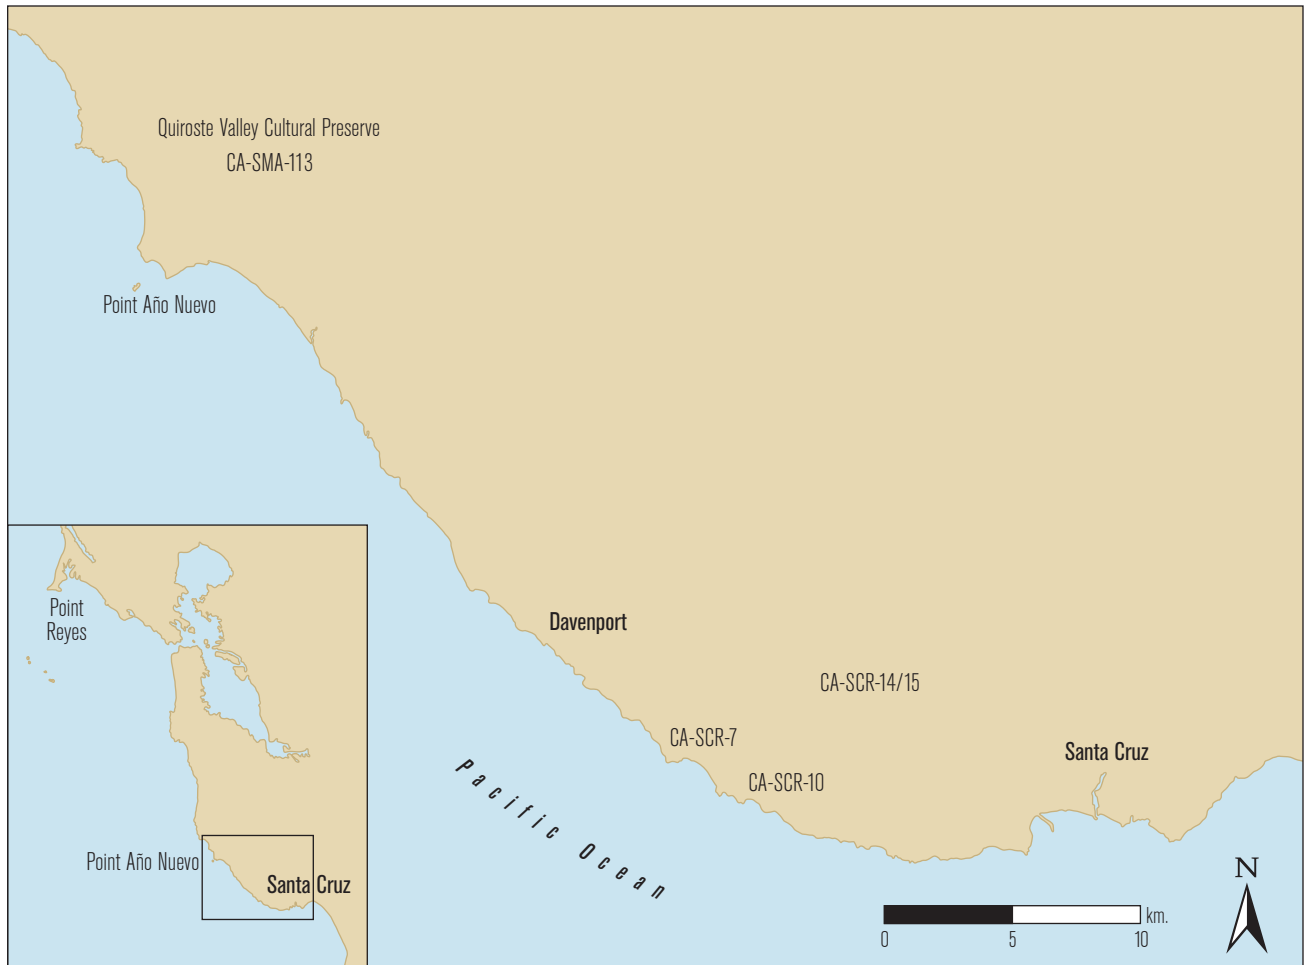 Quiroste Valley Cultural Preserve
CA-SMA-113
Point Año Nuevo
Davenport
CA-SCR-14/15
CA-SCR-7
Santa Cruz
CA-SCR-10
Pacific Ocean
Point
Reyes
Point Año Nuevo
Santa Cruz
N
km.
0 5 10